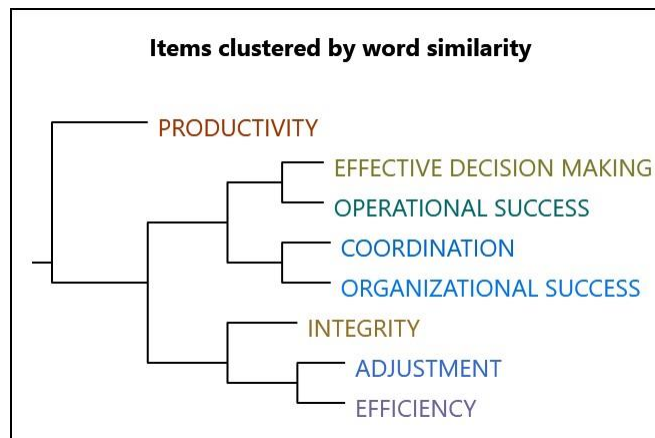 Items clustered by word similarity
PRODUCTIVITY
EFFECTIVE DECISION MAKING
OPERATIONAL SUCCESS
COORDINATION
ORGANIZATIONAL SUCCESS
INTEGRITY
ADJUSTMENT
EFFICIENCY